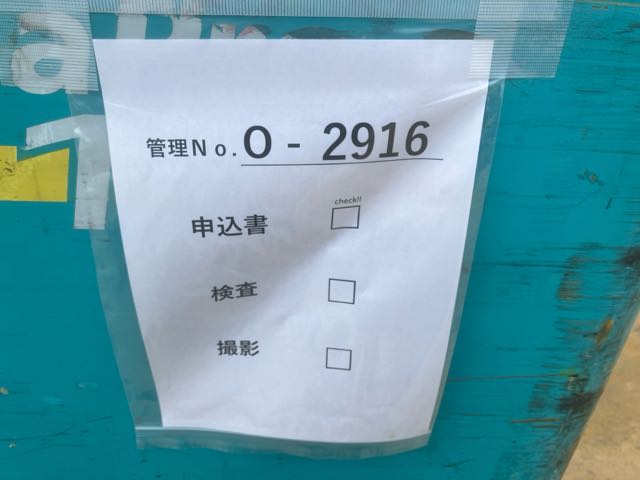 管理No.O - 2916
check!!
申込書 □
検査 □
撮影 □